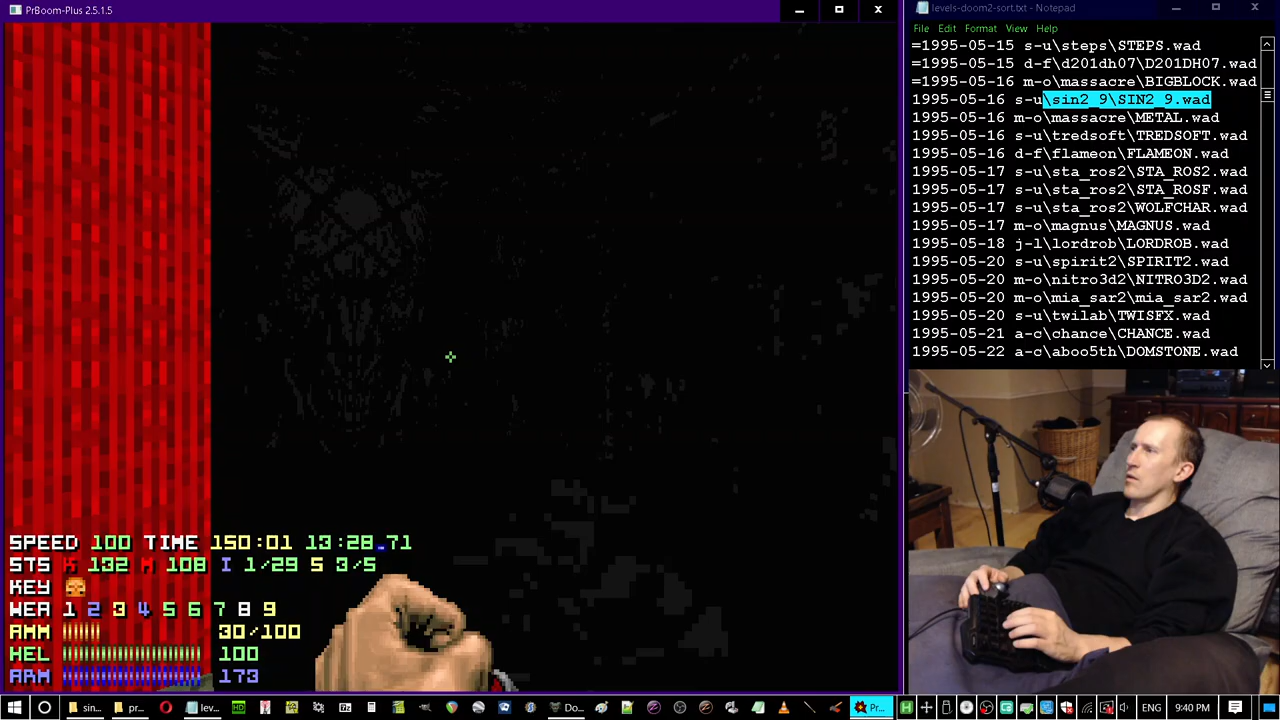 PrBoom-Plus 2.5.1.5
SPEED 100 TIME 150:01 13:28.71
STS K 132 M 108 I 1/29 S 3/5
KEY
WEA 1 2 3 4 5 6 7 8 9
AMM 30/100
HEL 100
ARM 173
levels-doom2-sort.txt - Notepad
File Edit Format View Help
=1995-05-15 s-u\steps\STEPS.wad
=1995-05-15 d-f\d201dh07\D201DH07.wad
=1995-05-16 m-o\massacre\BIGBLOCK.wad
1995-05-16 s-u\sin2_9\SIN2_9.wad
1995-05-16 m-o\massacre\METAL.wad
1995-05-16 s-u\tredsoft\TREDSOFT.wad
1995-05-16 d-f\flameon\FLAMEON.wad
1995-05-17 s-u\sta_ros2\STA_ROS2.wad
1995-05-17 s-u\sta_ros2\STA_ROSF.wad
1995-05-17 s-u\sta_ros2\WOLFCHAR.wad
1995-05-17 m-o\magnus\MAGNUS.wad
1995-05-18 j-l\lordrob\LORDROB.wad
1995-05-20 s-u\spirit2\SPIRIT2.wad
1995-05-20 m-o\nitro3d2\NITRO3D2.wad
1995-05-20 m-o\mia_sar2\mia_sar2.wad
1995-05-20 s-u\twilab\TWISFX.wad
1995-05-21 a-c\chance\CHANCE.wad
1995-05-22 a-c\aboo5th\DOMSTONE.wad
sin... pr... lev... Do... Pr... ENG 9:40 PM